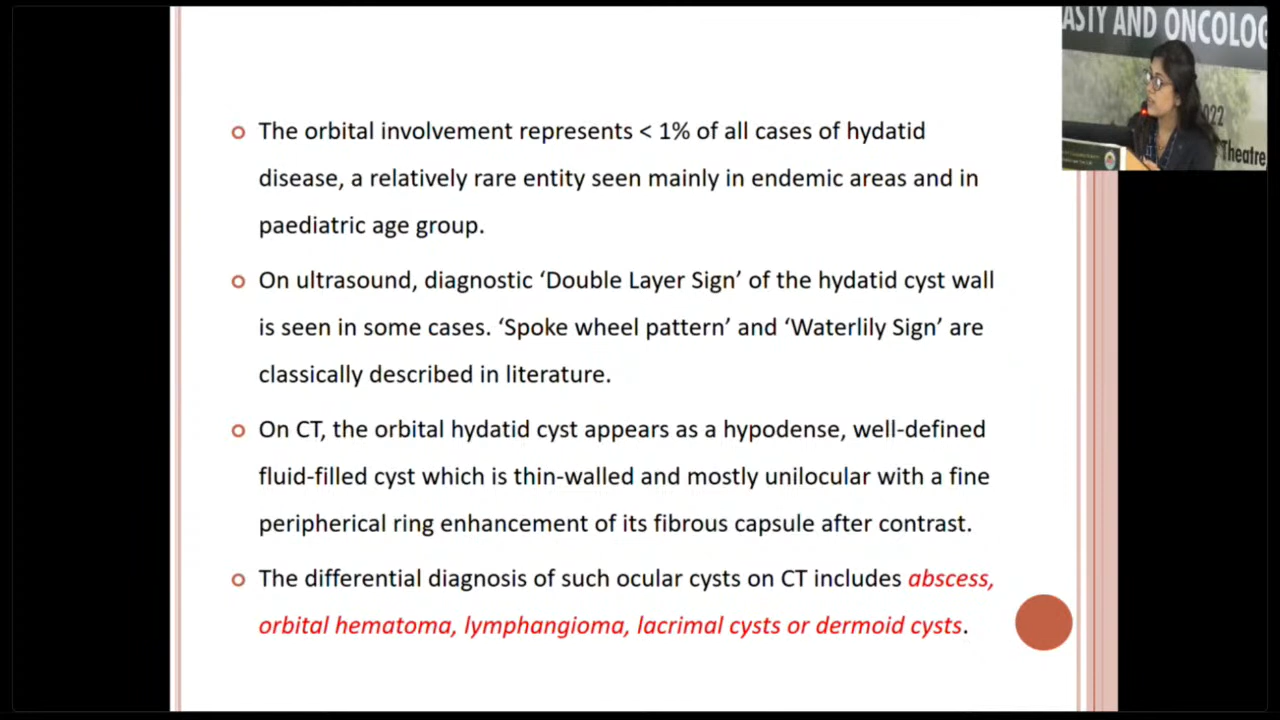 ASTY AND ONCOLOG
2022
Theatre
The orbital involvement represents < 1% of all cases of hydatid
disease, a relatively rare entity seen mainly in endemic areas and in
paediatric age group.
On ultrasound, diagnostic ‘Double Layer Sign’ of the hydatid cyst wall
is seen in some cases. ‘Spoke wheel pattern’ and ‘Waterlily Sign’ are
classically described in literature.
On CT, the orbital hydatid cyst appears as a hypodense, well-defined
fluid-filled cyst which is thin-walled and mostly unilocular with a fine
peripherical ring enhancement of its fibrous capsule after contrast.
The differential diagnosis of such ocular cysts on CT includes abscess,
orbital hematoma, lymphangioma, lacrimal cysts or dermoid cysts.